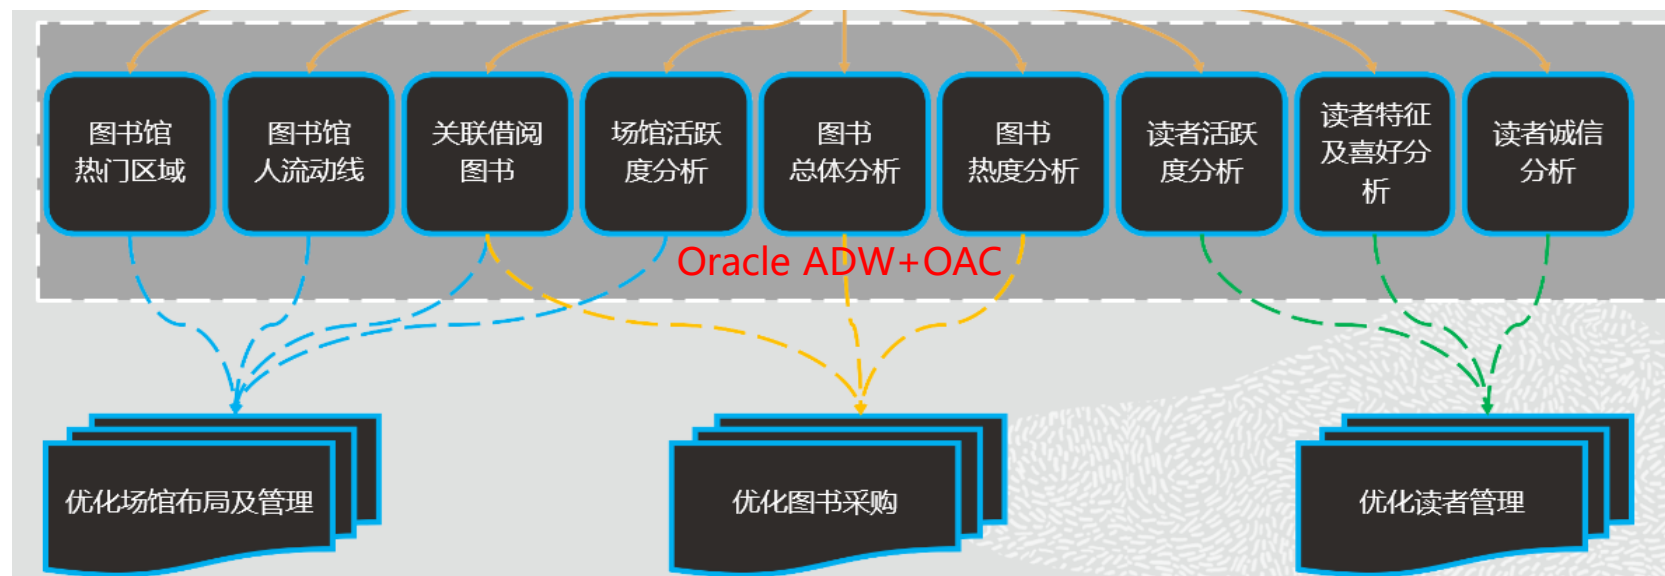 图书馆
热门区域
图书馆
人流动线
关联借阅
图书
场馆活跃
度分析
图书
总体分析
图书
热度分析
读者活跃
度分析
读者特征
及喜好分
析
读者诚信
分析
Oracle ADW+OAC
优化场馆布局及管理
优化图书采购
优化读者管理